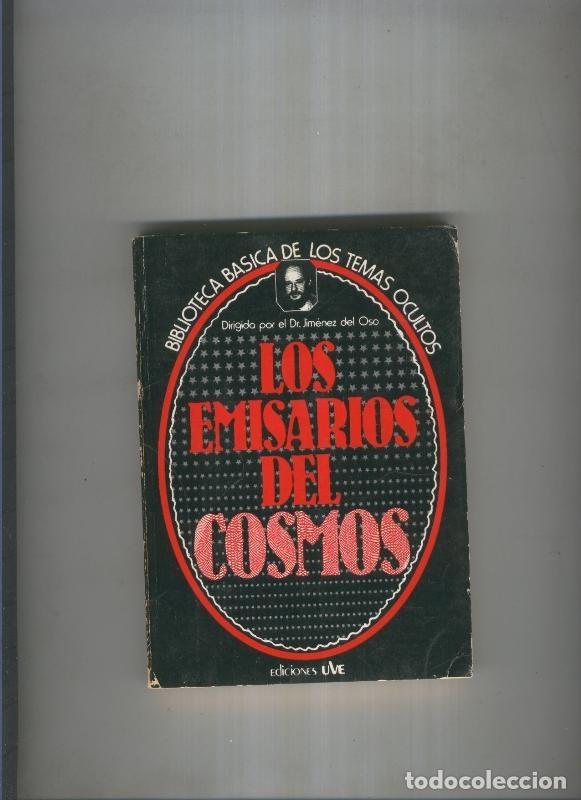 BIBLIOTECA BASICA DE LOS TEMAS OCULTOS
Dirigida por el Dr. Jiménez del Oso
LOS
EMISARIOS
DEL
COSMOS
ediciones UVE
todocoleccion